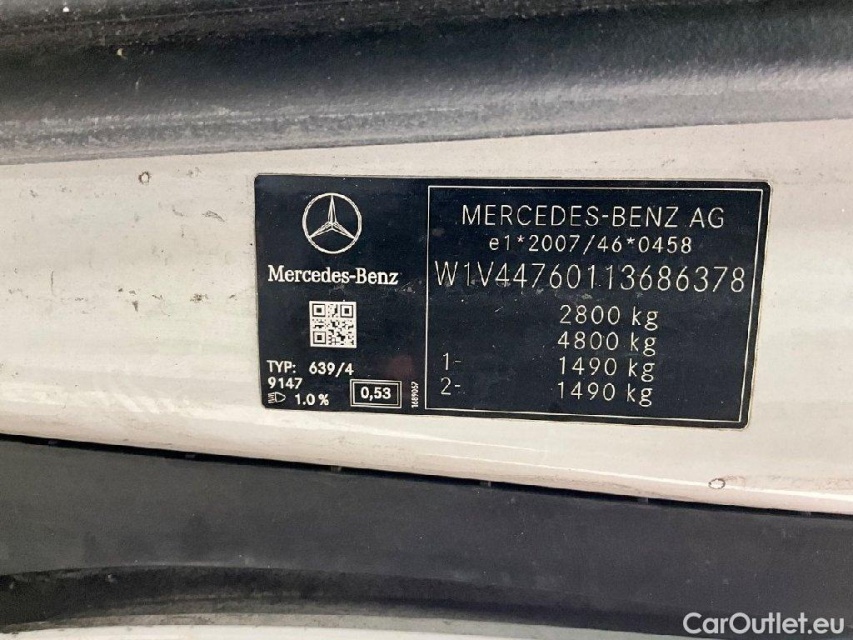 Mercedes-Benz
TYP: 639/4
9147
1.0 %
0,53
1689067
MERCEDES-BENZ AG
e1*2007/46*0458
W1V44760113686378
2800 kg
4800 kg
1- 1490 kg
2- 1490 kg
CarOutlet.eu